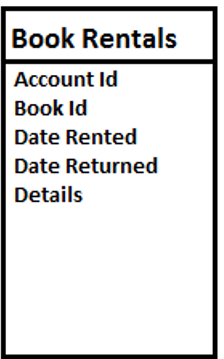 Book Rentals
Account Id
Book Id
Date Rented
Date Returned
Details